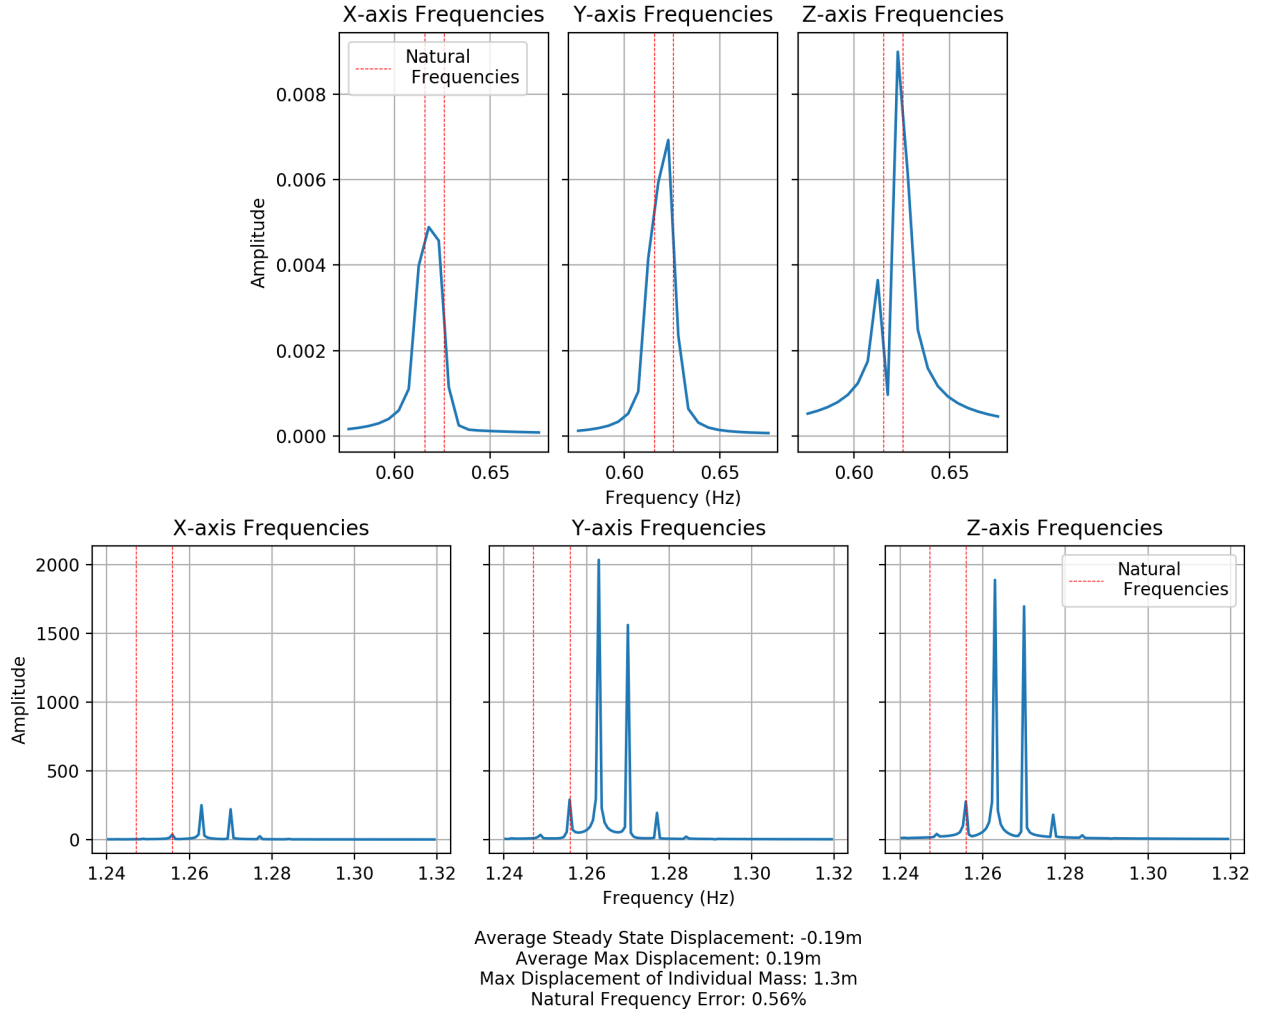 X-axis Frequencies Y-axis Frequencies Z-axis Frequencies
Natural
Frequencies
0.008
0.006
0.004
0.002
0.000
Amplitude
0.60 0.65 0.60 0.65 0.60 0.65
Frequency (Hz)
X-axis Frequencies Y-axis Frequencies Z-axis Frequencies
Natural
Frequencies
2000
1500
1000
500
0
Amplitude
1.24 1.26 1.28 1.30 1.32 1.24 1.26 1.28 1.30 1.32 1.24 1.26 1.28 1.30 1.32
Frequency (Hz)
Average Steady State Displacement: -0.19m
Average Max Displacement: 0.19m
Max Displacement of Individual Mass: 1.3m
Natural Frequency Error: 0.56%